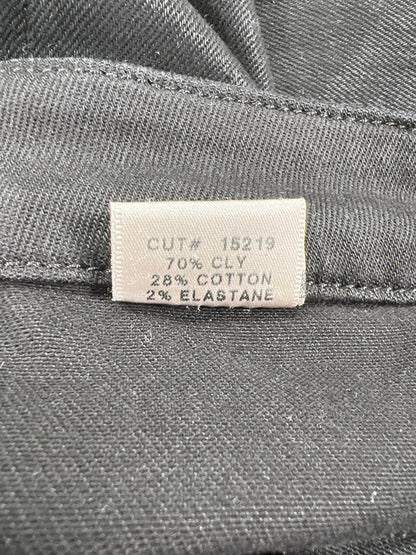 CUT# 15219
70% CLY
28% COTTON
2% ELASTANE